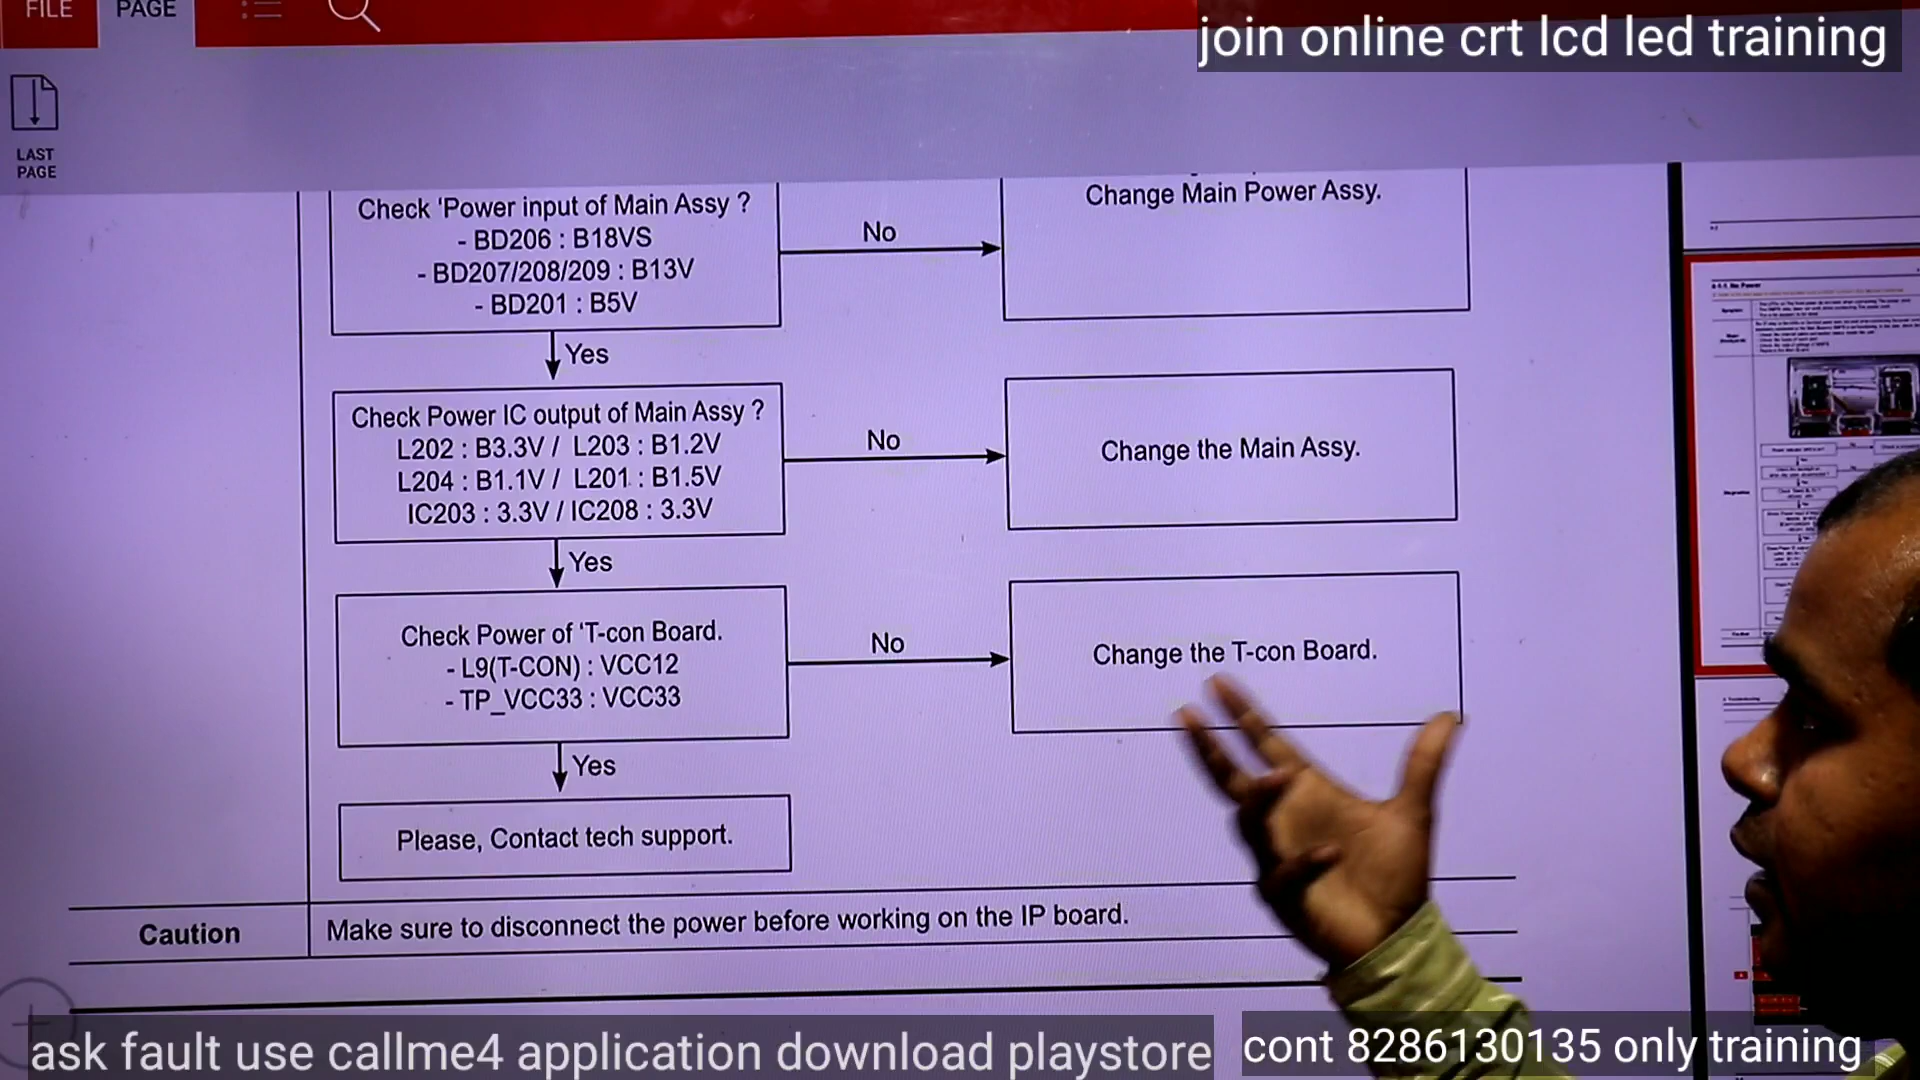 FILE
PAGE
join online crt lcd led training
LAST
PAGE
Check 'Power input of Main Assy ?
- BD206 : B18VS
- BD207/208/209 : B13V
- BD201 : B5V
No
Change Main Power Assy.
Yes
Check Power IC output of Main Assy ?
L202 : B3.3V / L203 : B1.2V
L204 : B1.1V / L201 : B1.5V
IC203 : 3.3V / IC208 : 3.3V
No
Change the Main Assy.
Yes
Check Power of 'T-con Board.
- L9(T-CON) : VCC12
- TP_VCC33 : VCC33
No
Change the T-con Board.
Yes
Please, Contact tech support.
Caution
Make sure to disconnect the power before working on the IP board.
ask fault use callme4 application download playstore
cont 8286130135 only training